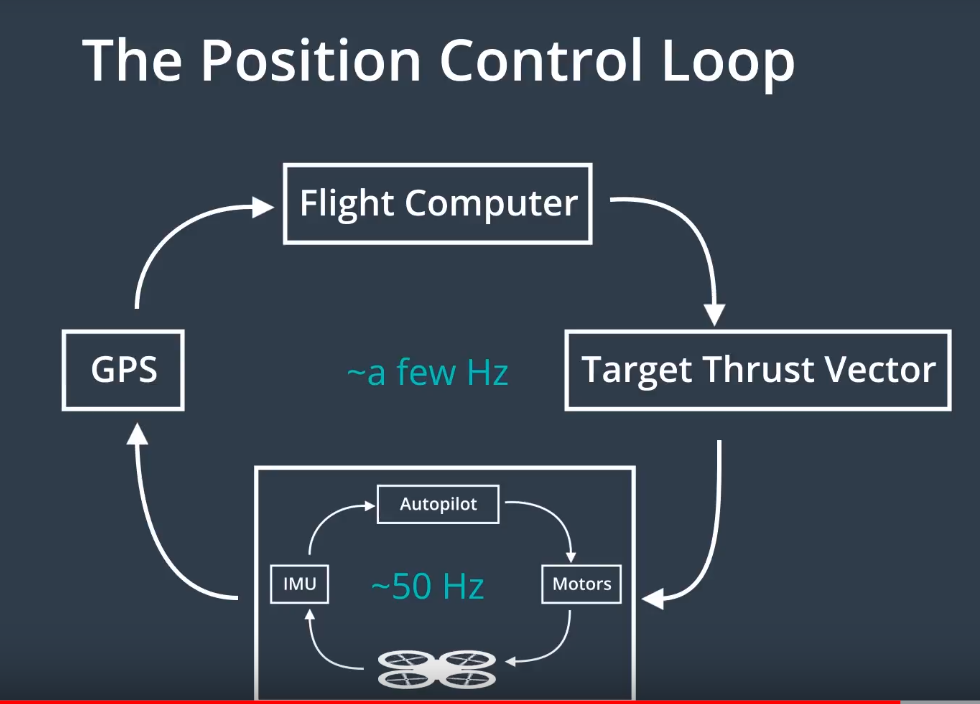 The Position Control Loop
Flight Computer
GPS
~a few Hz
Target Thrust Vector
Autopilot
IMU
~50 Hz
Motors